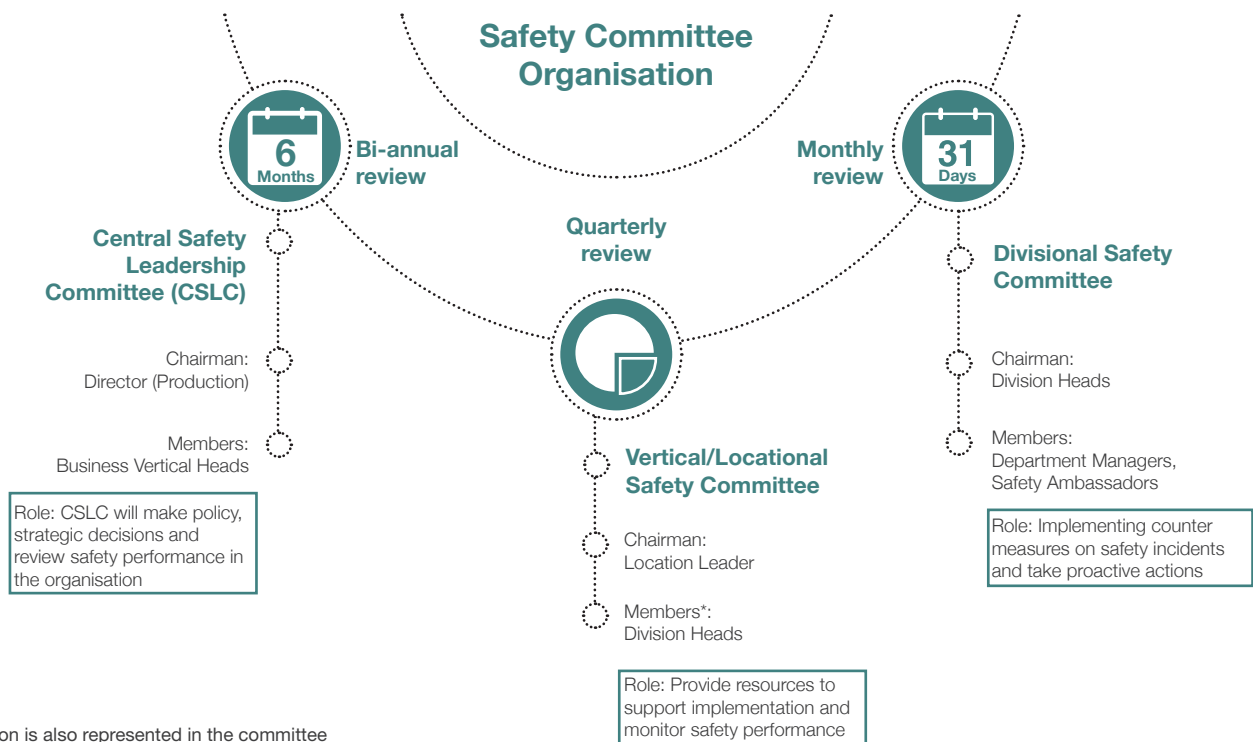 Safety Committee
Organisation
6
Months
Bi-annual
review
Central Safety
Leadership
Committee (CSLC)
Chairman:
Director (Production)
Members:
Business Vertical Heads
Role: CSLC will make policy,
strategic decisions and
review safety performance in
the organisation
Quarterly
review
Vertical/Locational
Safety Committee
Chairman:
Location Leader
Members*:
Division Heads
Role: Provide resources to
support implementation and
monitor safety performance
Monthly
review
31
Days
Divisional Safety
Committee
Chairman:
Division Heads
Members:
Department Managers,
Safety Ambassadors
Role: Implementing counter
measures on safety incidents
and take proactive actions
is also represented in the committee